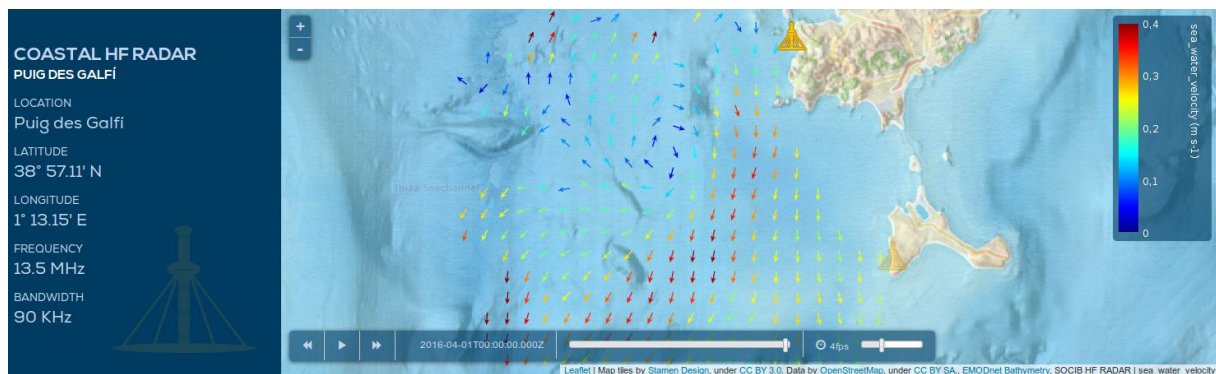 COASTAL HF RADAR
PUIG DES GALFÍ
LOCATION
Puig des Galfí
LATITUDE
38° 57.11' N
LONGITUDE
1° 13.15' E
FREQUENCY
13.5 MHz
BANDWIDTH
90 KHz
+
-
Ibiza Seachannel
0,4
0,3
0,2
0,1
0
sea_water_velocity (m s-1)
2016-04-01T00:00:00.000Z
4fps
Leaflet | Map tiles by Stamen Design, under CC BY 3.0. Data by OpenStreetMap, under CC BY SA., EMODnet Bathymetry, SOCIB HF RADAR | sea_water_velocity